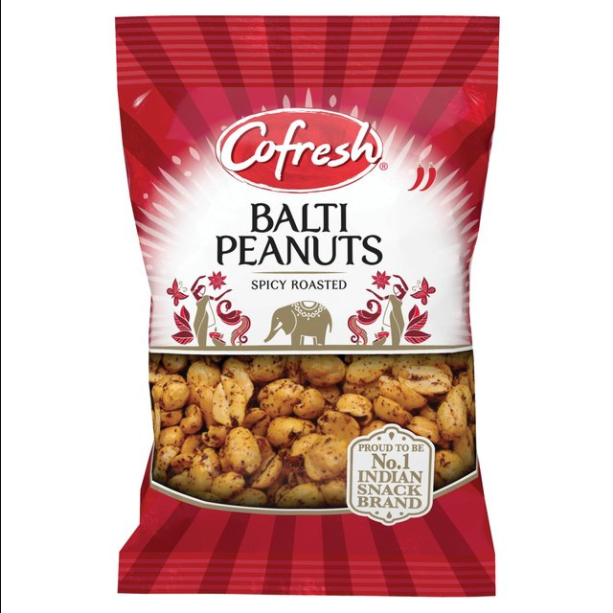 Cofresh®
BALTI
PEANUTS
SPICY ROASTED
PROUD TO BE
No.1
INDIAN
SNACK
BRAND